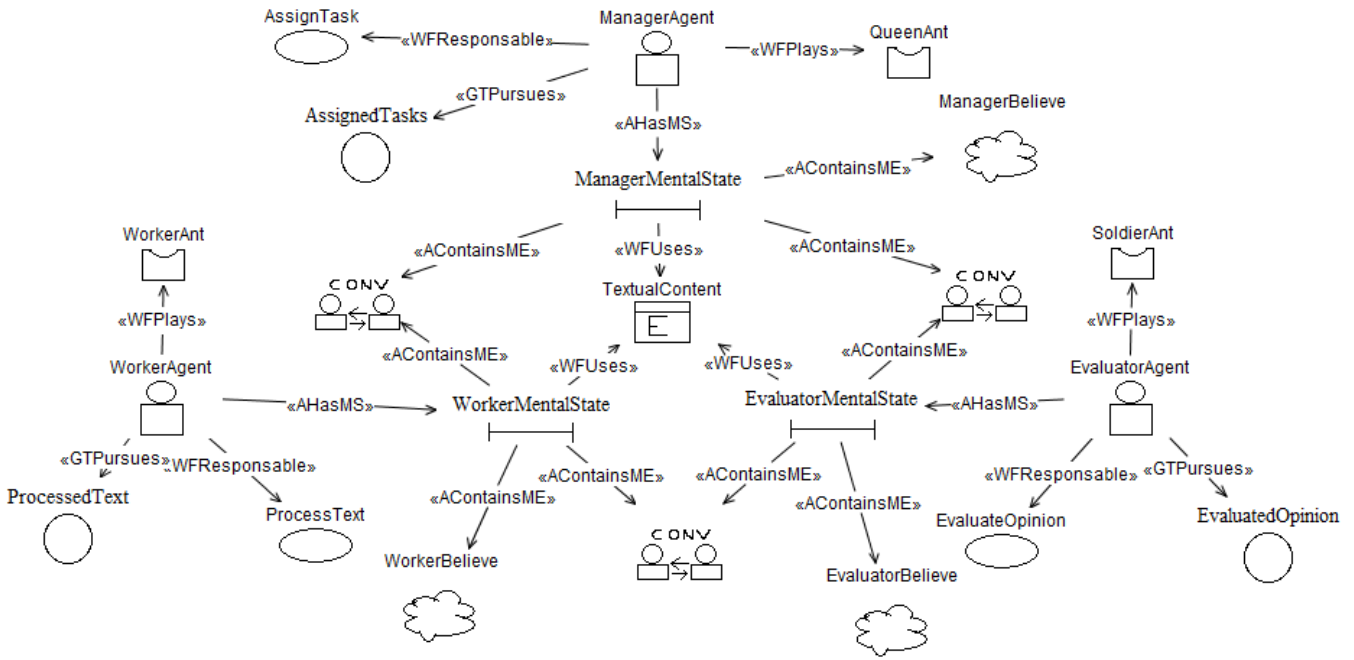 AssignTask
ManagerAgent
«WFResponsable»
«WFPlays»
QueenAnt
«GTPursues»
AssignedTasks
«AHasMS»
ManagerBelieve
ManagerMentalState
«AContainsME»
WorkerAnt
«AContainsME»
«WFUses»
«AContainsME»
SoldierAnt
CONV
TextualContent
E
CONV
«WFPlays»
«WFPlays»
WorkerAgent
«AContainsME»
«WFUses»
«WFUses»
«AContainsME»
EvaluatorAgent
«AHasMS»
WorkerMentalState
EvaluatorMentalState
«AHasMS»
«GTPursues»
«WFResponsable»
«AContainsME»
«AContainsME»
«WFResponsable»
«GTPursues»
ProcessedText
«AContainsME»
«AContainsME»
ProcessText
EvaluateOpinion
EvaluatedOpinion
CONV
WorkerBelieve
EvaluatorBelieve